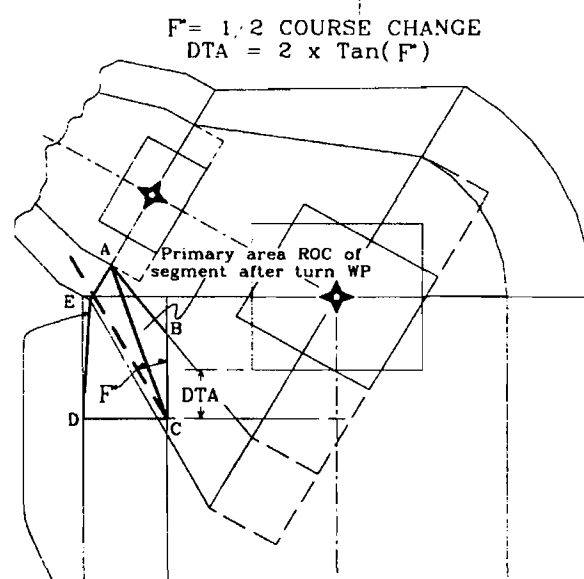 F = 1/2 COURSE CHANGE
DTA = 2 x Tan(F)
A
Primary area ROC of
segment after turn WP
E
B
F
DTA
D
C